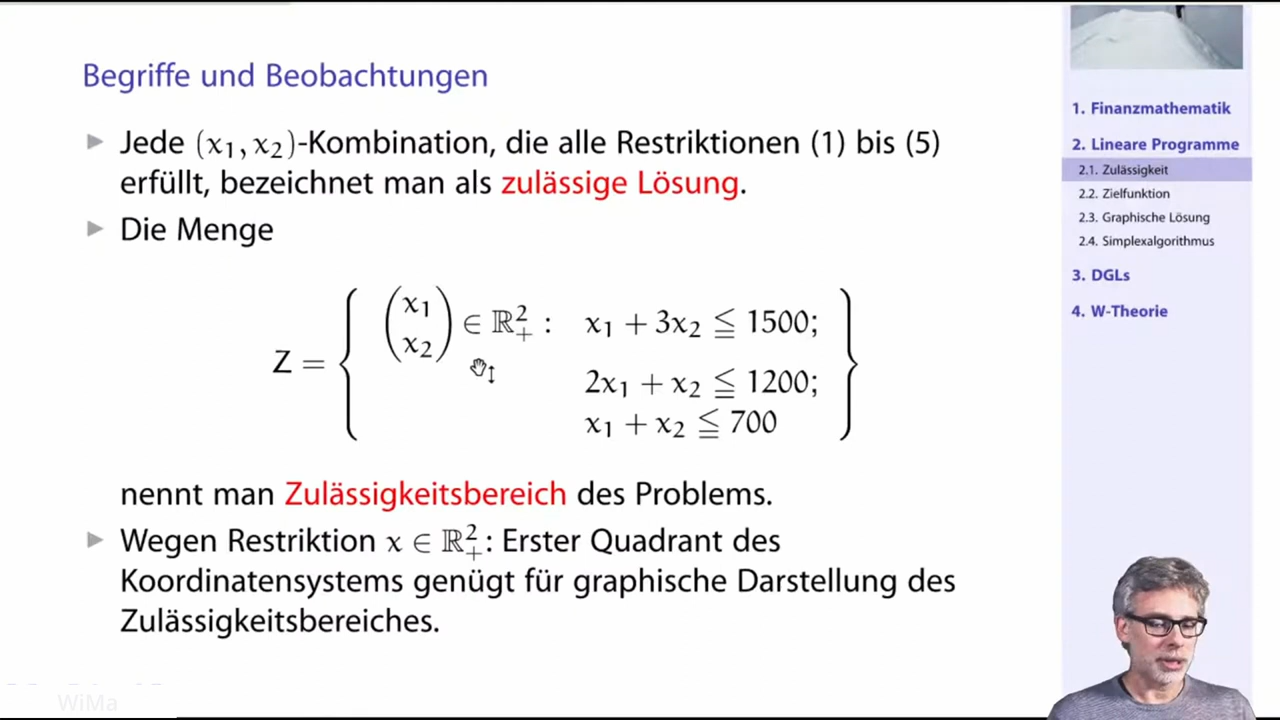 Begriffe und Beobachtungen
▶ Jede (x₁, x₂)-Kombination, die alle Restriktionen (1) bis (5)
erfüllt, bezeichnet man als zulässige Lösung.
▶ Die Menge
Z = { (x₁ x₂) ∈ ℝ²₊ : x₁ + 3x₂ ≦ 1500;
2x₁ + x₂ ≦ 1200;
x₁ + x₂ ≦ 700 }
nennt man Zulässigkeitsbereich des Problems.
▶ Wegen Restriktion x ∈ ℝ²₊: Erster Quadrant des
Koordinatensystems genügt für graphische Darstellung des
Zulässigkeitsbereiches.
1. Finanzmathematik
2. Lineare Programme
2.1. Zulässigkeit
2.2. Zielfunktion
2.3. Graphische Lösung
2.4. Simplexalgorithmus
3. DGLs
4. W-Theorie
WiMa